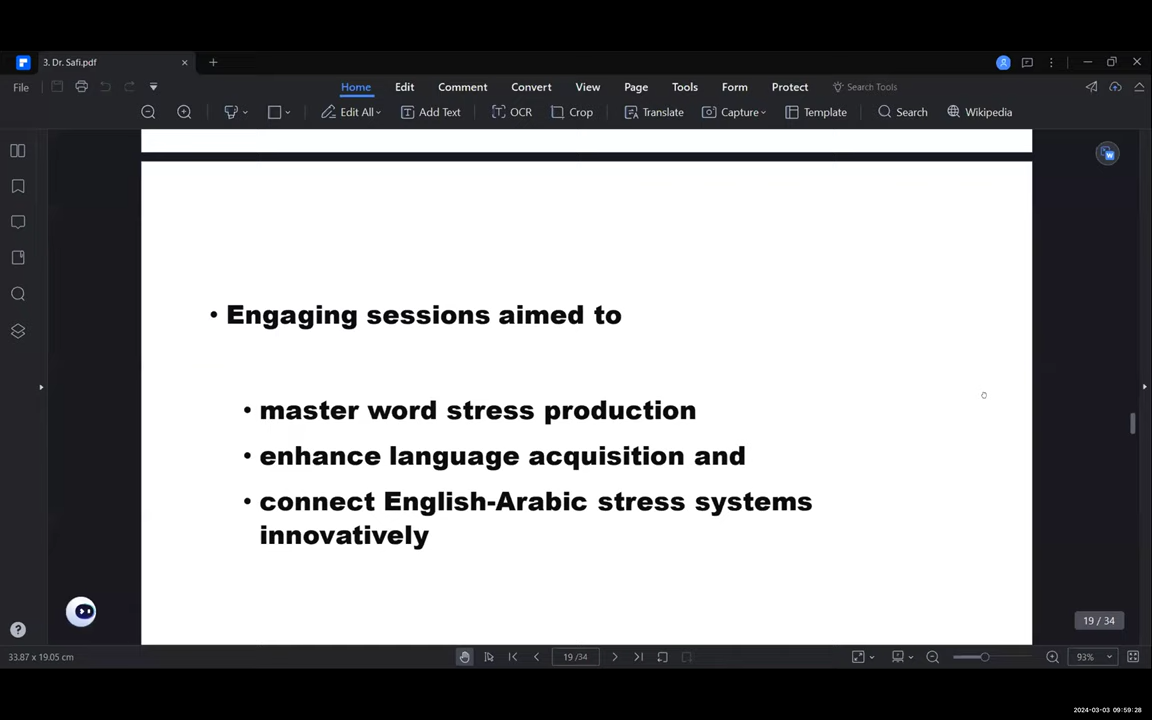 3. Dr. Safi.pdf
File
Home Edit Comment Convert View Page Tools Form Protect Search Tools
Edit All Add Text OCR Crop Translate Capture Template Search Wikipedia
• Engaging sessions aimed to
• master word stress production
• enhance language acquisition and
• connect English-Arabic stress systems
innovatively
19 / 34
33.87 x 19.05 cm
19 /34
93%
2024-03-03 09:59:28